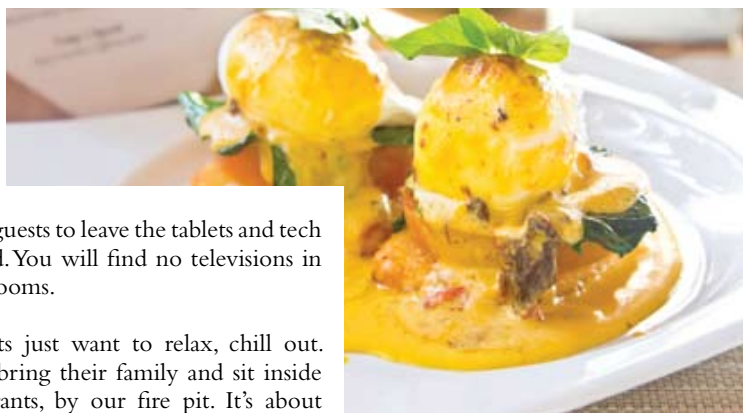 guests to leave the tablets and tech
You will find no televisions in
ooms.
ts just want to relax, chill out.
bring their family and sit inside
ants, by our fire pit. It's about